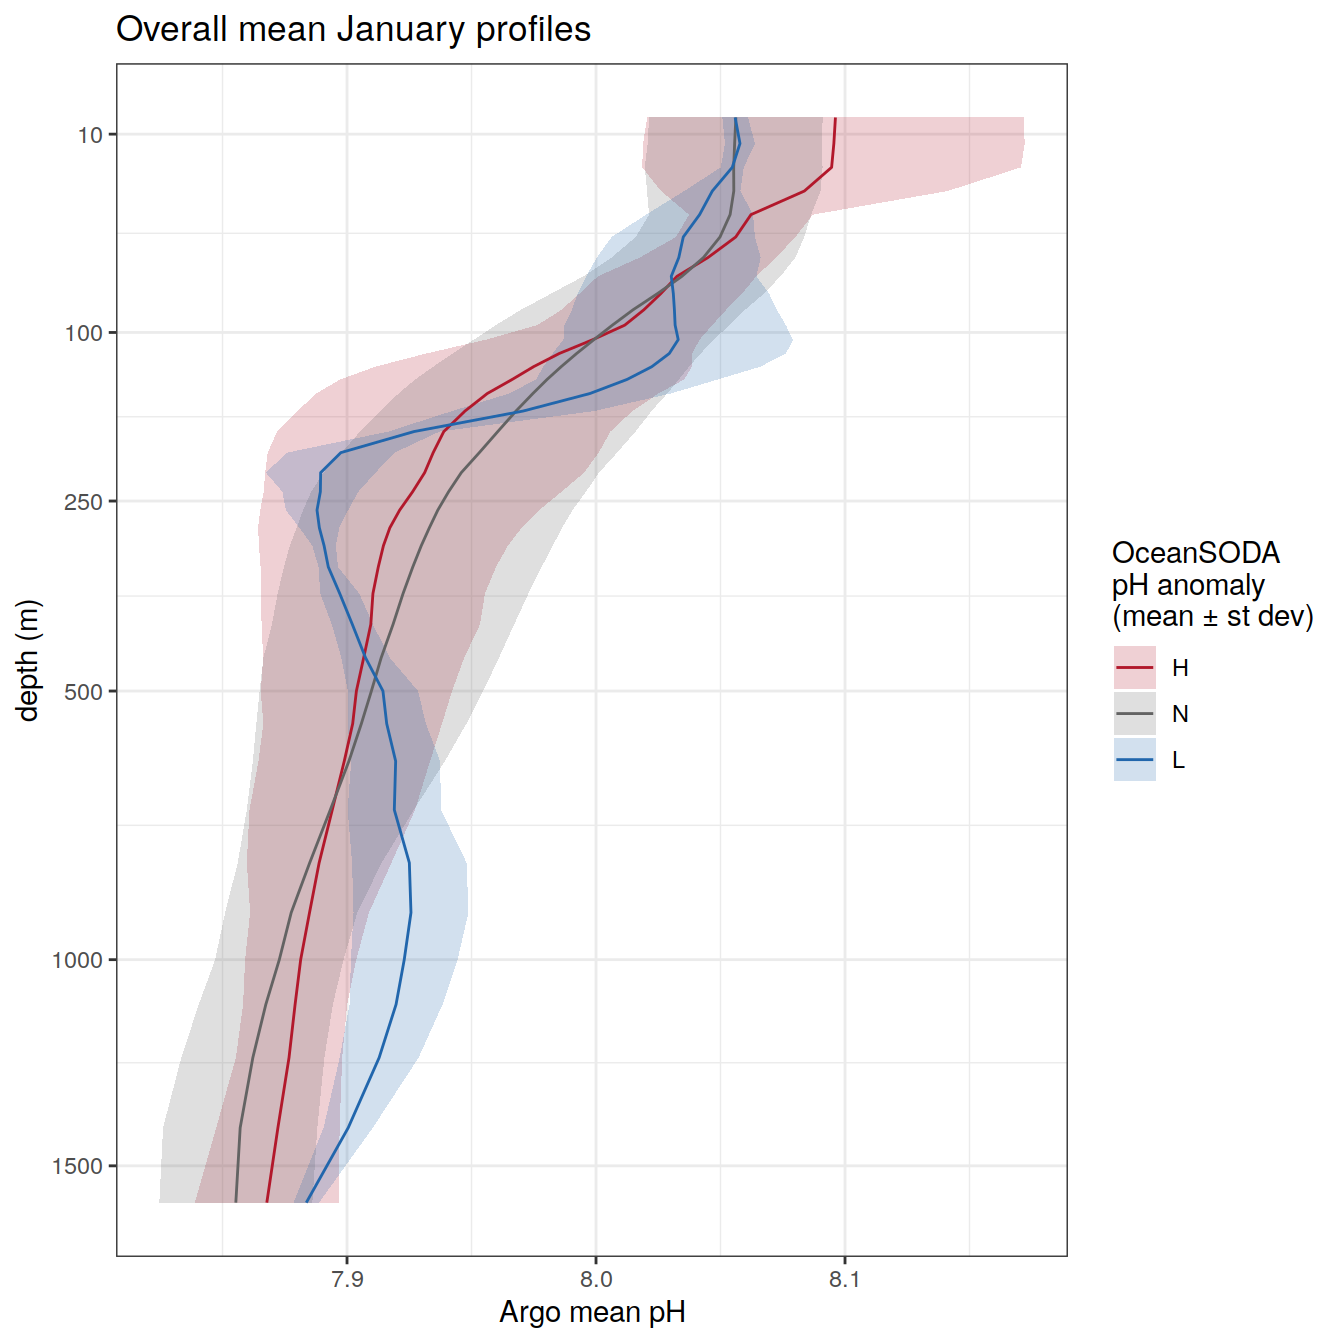 Overall mean January profiles
10
100
250
500
1000
1500
depth (m)
7.9
8.0
8.1
Argo mean pH
OceanSODA
pH anomaly
(mean ± st dev)
H
N
L